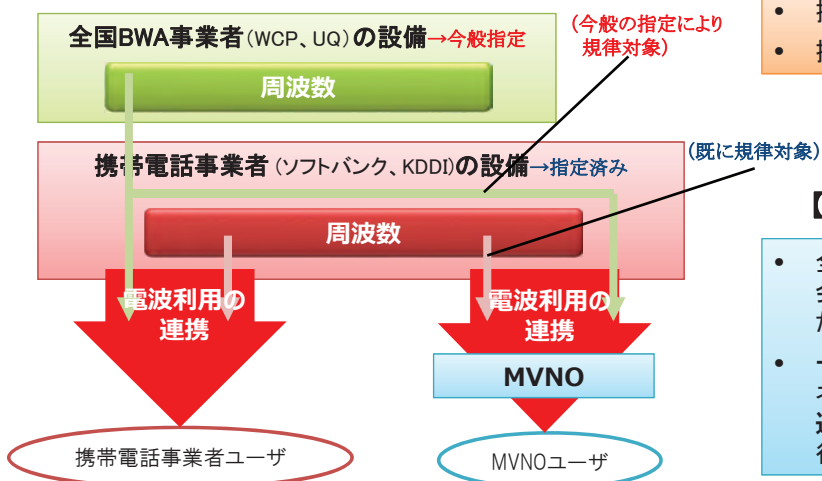 全国BWA事業者(WCP、UQ)の設備→今般指定
周波数
(今般の指定により
規律対象)
携帯電話事業者(ソフトバンク、KDDI)の設備→指定済み
(既に規律対象)
周波数
電波利用の
連携
電波利用の
連携
MVNO
携帯電話事業者ユーザ
MVNOユーザ
•
•
【
• 全
会
•